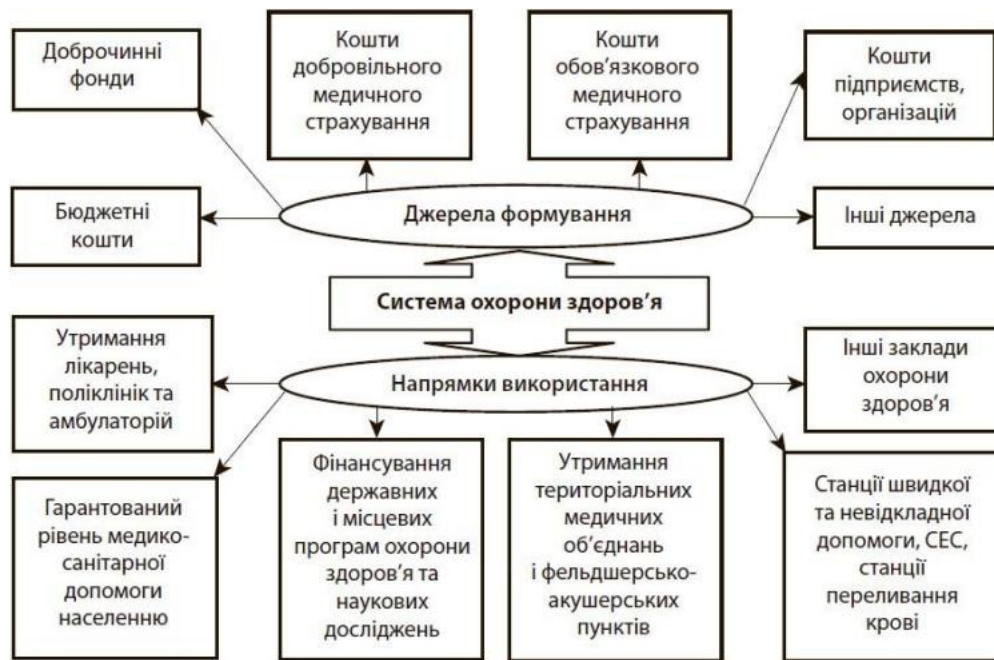 Доброчинні
фонди
Кошти
добровільного
медичного
страхування
Кошти
обов’язкового
медичного
страхування
Кошти
підприємств,
організацій
Бюджетні
кошти
Джерела формування
Інші джерела
Система охорони здоров’я
Утримання
лікарень,
поліклінік та
амбулаторій
Напрямки використання
Інші заклади
охорони
здоров’я
Гарантований
рівень медико-
санітарної
допомоги
населенню
Фінансування
державних
і місцевих
програм охорони
здоров’я та
наукових
досліджень
Утримання
територіальних
медичних
об’єднань
і фельдшерсько-
акушерських
пунктів
Станції швидкої
та невідкладної
допомоги, СЕС,
станції
переливання
крові